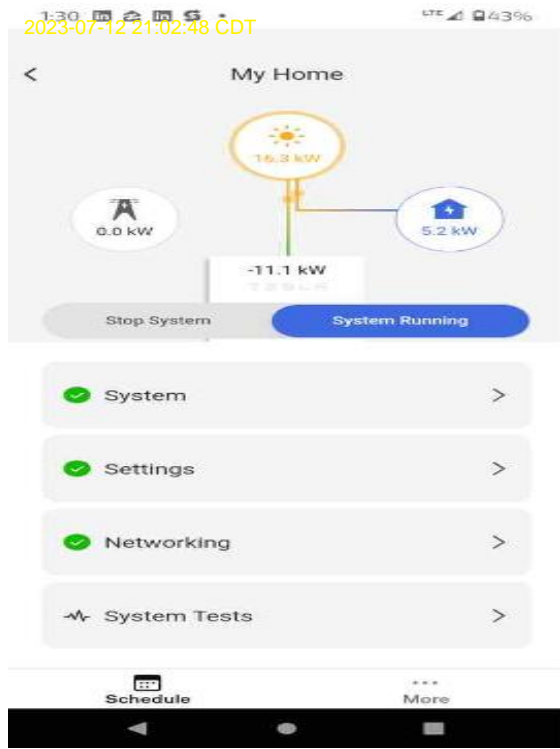 1:30
LTE 43%
2023-07-12 21:02:48 CDT
My Home
16.3 kW
0.0 kW
5.2 kW
-11.1 kW
TESLA
Stop System
System Running
System
Settings
Networking
System Tests
Schedule
More